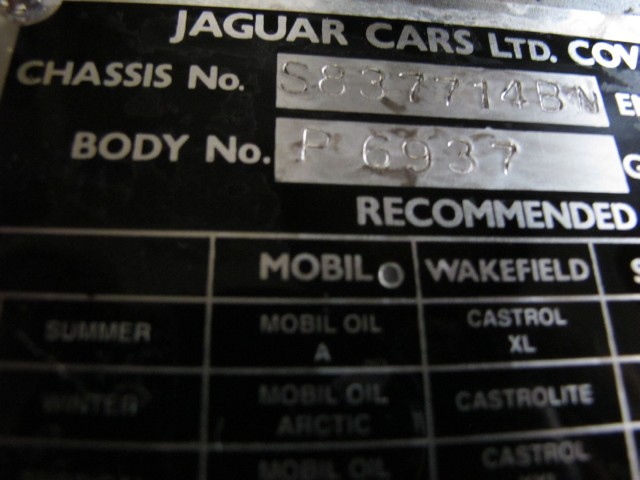 JAGUAR CARS LTD. COV
CHASSIS No. S837714BW
BODY No. P 6937
RECOMMENDED
MOBIL WAKEFIELD S
SUMMER MOBIL OIL A CASTROL XL
WINTER MOBIL OIL ARCTIC CASTROLITE
MOBIL OIL CASTROL